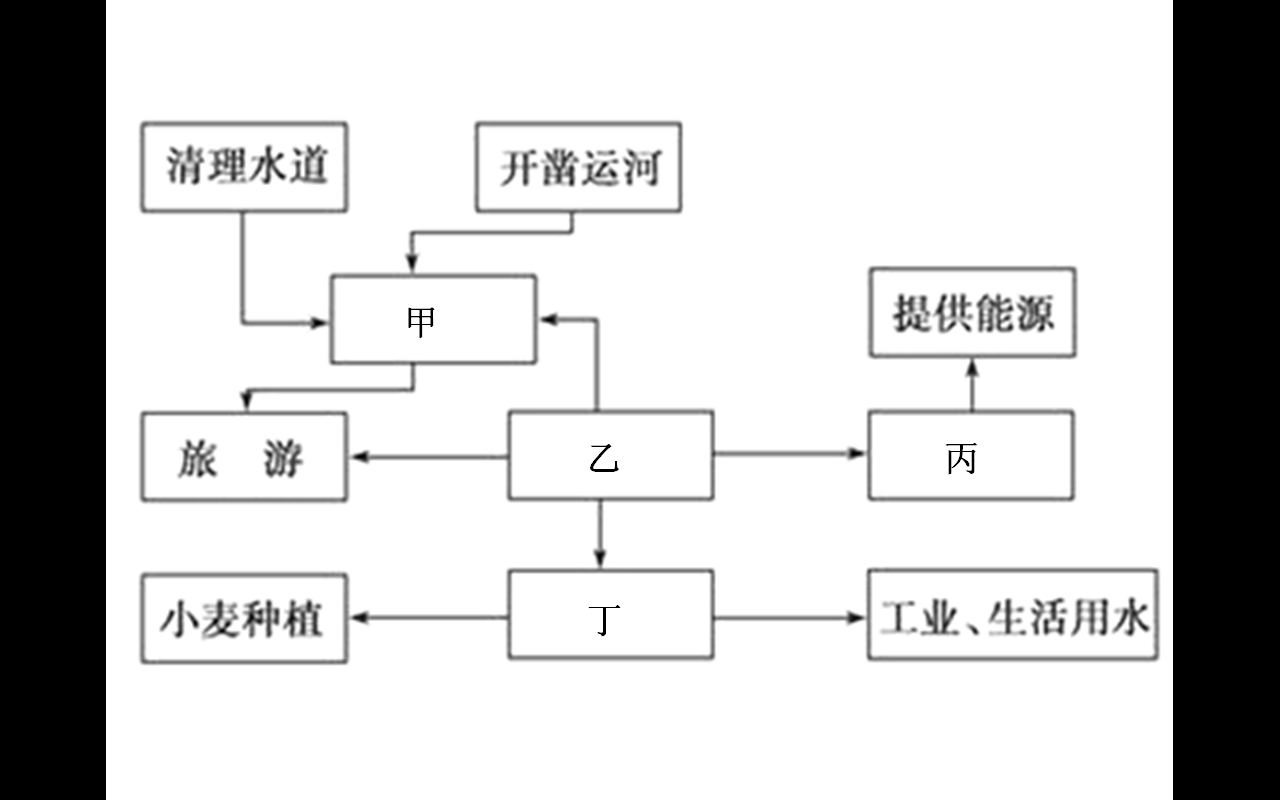 清理水道
开凿运河
甲
提供能源
旅 游
乙
丙
小麦种植
丁
工业、生活用水